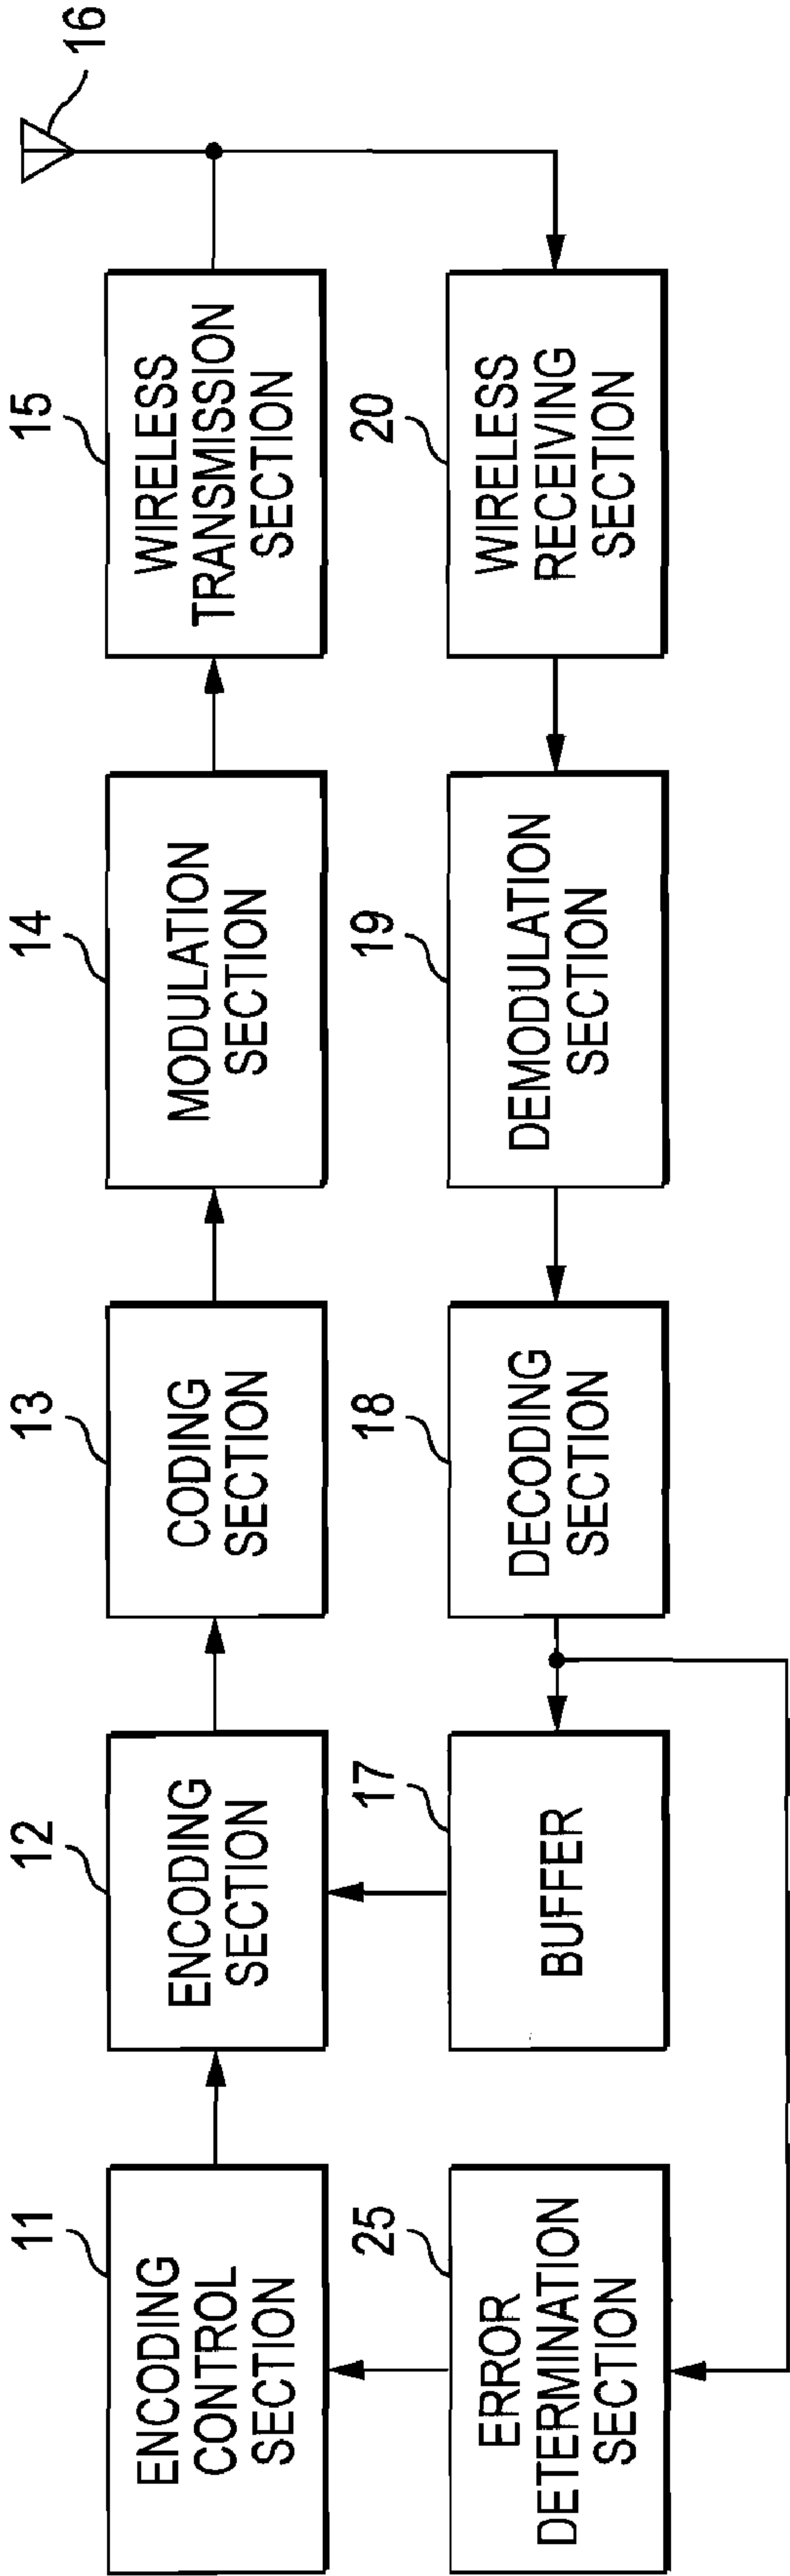 11
ENCODING
CONTROL
SECTION
12
ENCODING
SECTION
13
CODING
SECTION
14
MODULATION
SECTION
15
WIRELESS
TRANSMISSION
SECTION
16
25
ERROR
DETERMINATION
SECTION
17
BUFFER
18
DECODING
SECTION
19
DEMODULATION
SECTION
20
WIRELESS
RECEIVING
SECTION